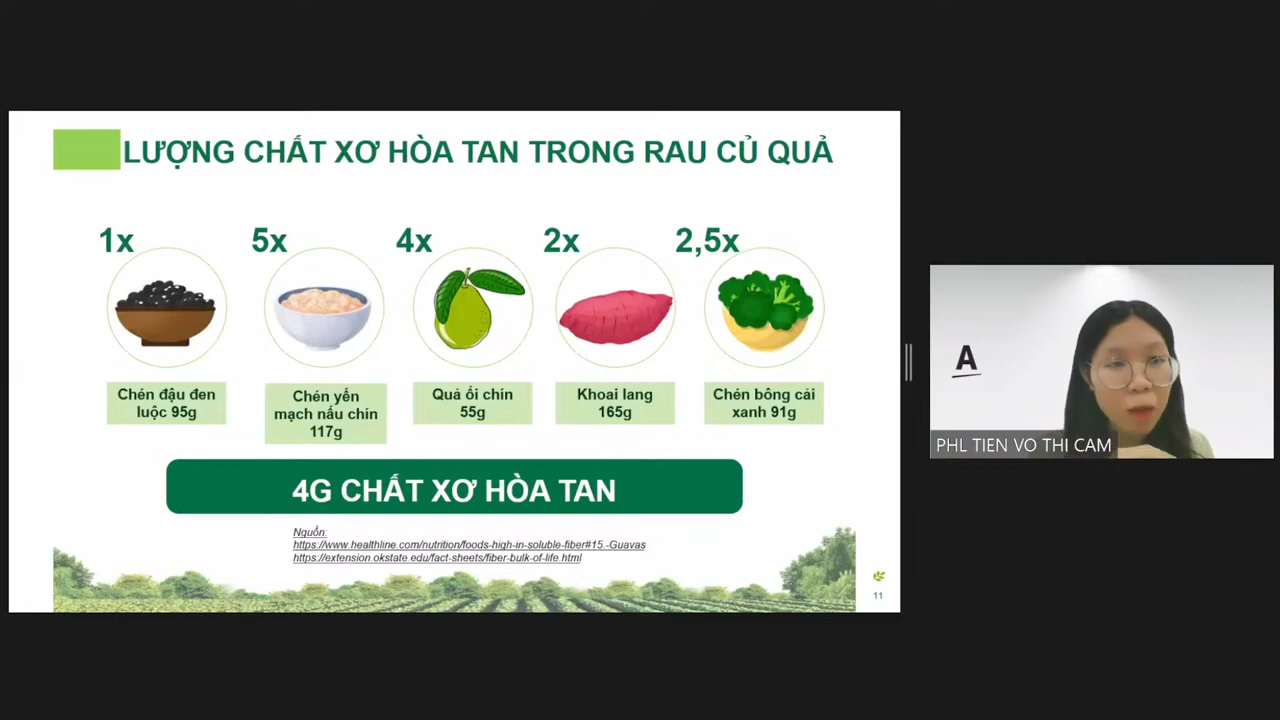 LƯỢNG CHẤT XƠ HÒA TAN TRONG RAU CỦ QUẢ
1x
5x
4x
2x
2,5x
Chén đậu đen
luộc 95g
Chén yến
mạch nấu chín
117g
Quả ổi chín
55g
Khoai lang
165g
Chén bông cải
xanh 91g
4G CHẤT XƠ HÒA TAN
Nguồn:
https://www.healthline.com/nutrition/foods-high-in-soluble-fiber#15.-Guavas
https://extension.okstate.edu/fact-sheets/fiber-bulk-of-life.html
11
A
PHL TIEN VO THI CAM